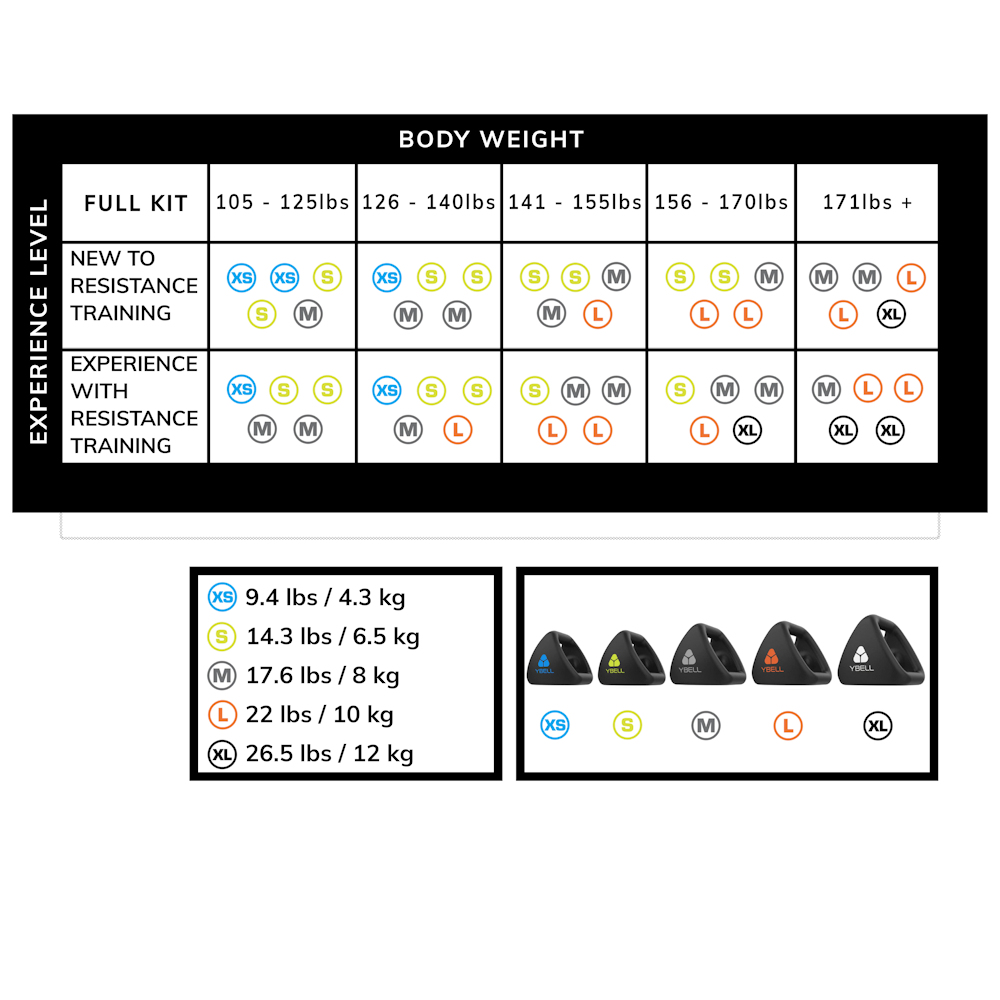 BODY WEIGHT
EXPERIENCE LEVEL
FULL KIT 105 - 125lbs 126 - 140lbs 141 - 155lbs 156 - 170lbs 171lbs +
NEW TO
RESISTANCE
TRAINING
XS XS S
S M
XS S S
M M
S S M
M L
S S M
L L
M M L
L XL
EXPERIENCE
WITH
RESISTANCE
TRAINING
XS S S
M M
XS S S
M L
S M M
L L
S M M
L XL
M L L
XL XL
XS 9.4 lbs / 4.3 kg
S 14.3 lbs / 6.5 kg
M 17.6 lbs / 8 kg
L 22 lbs / 10 kg
XL 26.5 lbs / 12 kg
YBELL YBELL YBELL YBELL YBELL
XS S M L XL